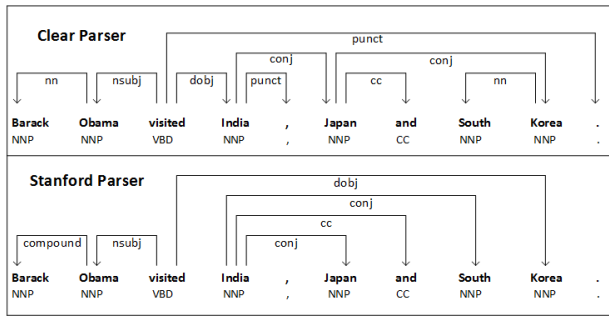 Clear Parser
punct
conj conj
nn nsubj dobj punct cc nn
Barack Obama visited India , Japan and South Korea .
NNP NNP VBD NNP , NNP CC NNP NNP .
Stanford Parser
dobj
conj
cc
compound nsubj conj
Barack Obama visited India , Japan and South Korea .
NNP NNP VBD NNP , NNP CC NNP NNP .